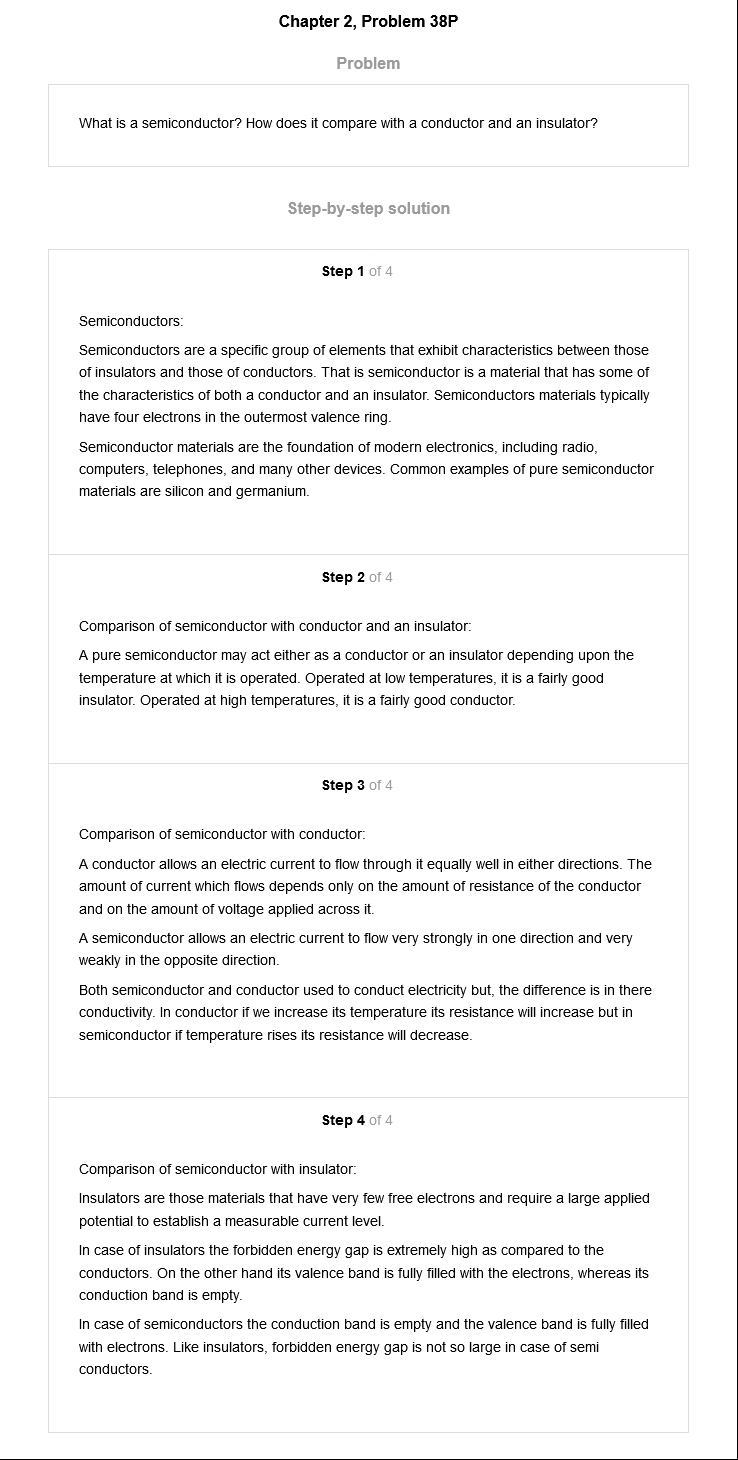 Chapter 2, Problem 38P
Problem
What is a semiconductor? How does it compare with a conductor and an insulator?
Step-by-step solution
Step 1 of 4
Semiconductors:
Semiconductors are a specific group of elements that exhibit characteristics between those
of insulators and those of conductors. That is semiconductor is a material that has some of
the characteristics of both a conductor and an insulator. Semiconductors materials typically
have four electrons in the outermost valence ring.
Semiconductor materials are the foundation of modern electronics, including radio,
computers, telephones, and many other devices. Common examples of pure semiconductor
materials are silicon and germanium.
Step 2 of 4
Comparison of semiconductor with conductor and an insulator:
A pure semiconductor may act either as a conductor or an insulator depending upon the
temperature at which it is operated. Operated at low temperatures, it is a fairly good
insulator. Operated at high temperatures, it is a fairly good conductor.
Step 3 of 4
Comparison of semiconductor with conductor:
A conductor allows an electric current to flow through it equally well in either directions. The
amount of current which flows depends only on the amount of resistance of the conductor
and on the amount of voltage applied across it.
A semiconductor allows an electric current to flow very strongly in one direction and very
weakly in the opposite direction.
Both semiconductor and conductor used to conduct electricity but, the difference is in there
conductivity. In conductor if we increase its temperature its resistance will increase but in
semiconductor if temperature rises its resistance will decrease.
Step 4 of 4
Comparison of semiconductor with insulator:
Insulators are those materials that have very few free electrons and require a large applied
potential to establish a measurable current level.
In case of insulators the forbidden energy gap is extremely high as compared to the
conductors. On the other hand its valence band is fully filled with the electrons, whereas its
conduction band is empty.
In case of semiconductors the conduction band is empty and the valence band is fully filled
with electrons. Like insulators, forbidden energy gap is not so large in case of semi
conductors.